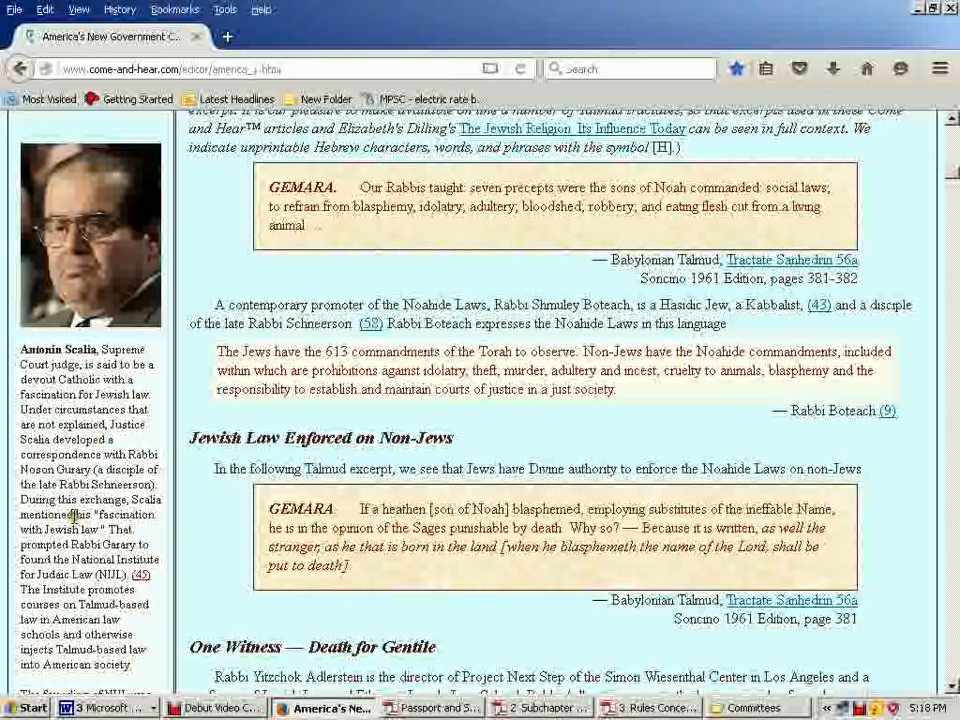 File Edit View History Bookmarks Tools Help
America's New Government C...
www.come-and-hear.com/editor/america_
Search
Most Visited Getting Started Latest Headlines New Folder MPSC - electric rate b.
and Hear™ articles and Elizabeth's Dilling's The Jewish Religion Its Influence Today can be seen in full context. We
indicate unprintable Hebrew characters, words, and phrases with the symbol [H].)
GEMARA. Our Rabbis taught: seven precepts were the sons of Noah commanded: social laws;
to refrain from blasphemy, idolatry, adultery; bloodshed; robbery; and eating flesh cut from a living
animal ...
— Babylonian Talmud, Tractate Sanhedrin 56a
Soncino 1961 Edition, pages 381-382
A contemporary promoter of the Noahide Laws, Rabbi Shmuley Boteach, is a Hasidic Jew, a Kabbalist, (43) and a disciple
of the late Rabbi Schneerson (58) Rabbi Boteach expresses the Noahide Laws in this language
The Jews have the 613 commandments of the Torah to observe. Non-Jews have the Noahide commandments, included
within which are prohibitions against idolatry, theft, murder, adultery and incest, cruelty to animals, blasphemy and the
responsibility to establish and maintain courts of justice in a just society.
— Rabbi Boteach (9)
Jewish Law Enforced on Non-Jews
In the following Talmud excerpt, we see that Jews have Divine authority to enforce the Noahide Laws on non-Jews
GEMARA If a heathen [son of Noah] blasphemed, employing substitutes of the ineffable Name,
he is in the opinion of the Sages punishable by death. Why so? — Because it is written, as well the
stranger, as he that is born in the land [when he blasphemeth the name of the Lord, shall be
put to death]
— Babylonian Talmud, Tractate Sanhedrin 56a
Soncino 1961 Edition, page 381
One Witness — Death for Gentile
Rabbi Yitzchok Adlerstein is the director of Project Next Step of the Simon Wiesenthal Center in Los Angeles and a
Antonin Scalia, Supreme
Court judge, is said to be a
devout Catholic with a
fascination for Jewish law.
Under circumstances that
are not explained, Justice
Scalia developed a
correspondence with Rabbi
Noson Gurary (a disciple of
the late Rabbi Schneerson).
During this exchange, Scalia
mentioned his "fascination
with Jewish law" That
prompted Rabbi Garary to
found the National Institute
for Judaic Law (NIJL). (45)
The Institute promotes
courses on Talmud-based
law in American law
schools and otherwise
injects Talmud-based law
into American society
Start 3 Microsoft ... Debut Video C... America's Ne... Passport and S... 2 Subchapter ... 3 Rules Conce... Committees « 5:18 PM